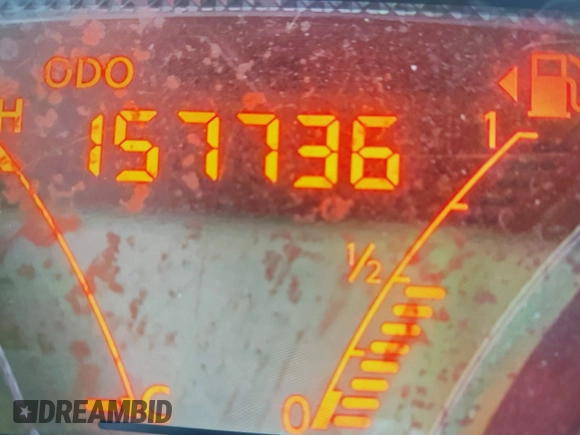 ODO
H
157736
1
1/2
C
0
DREAMBID